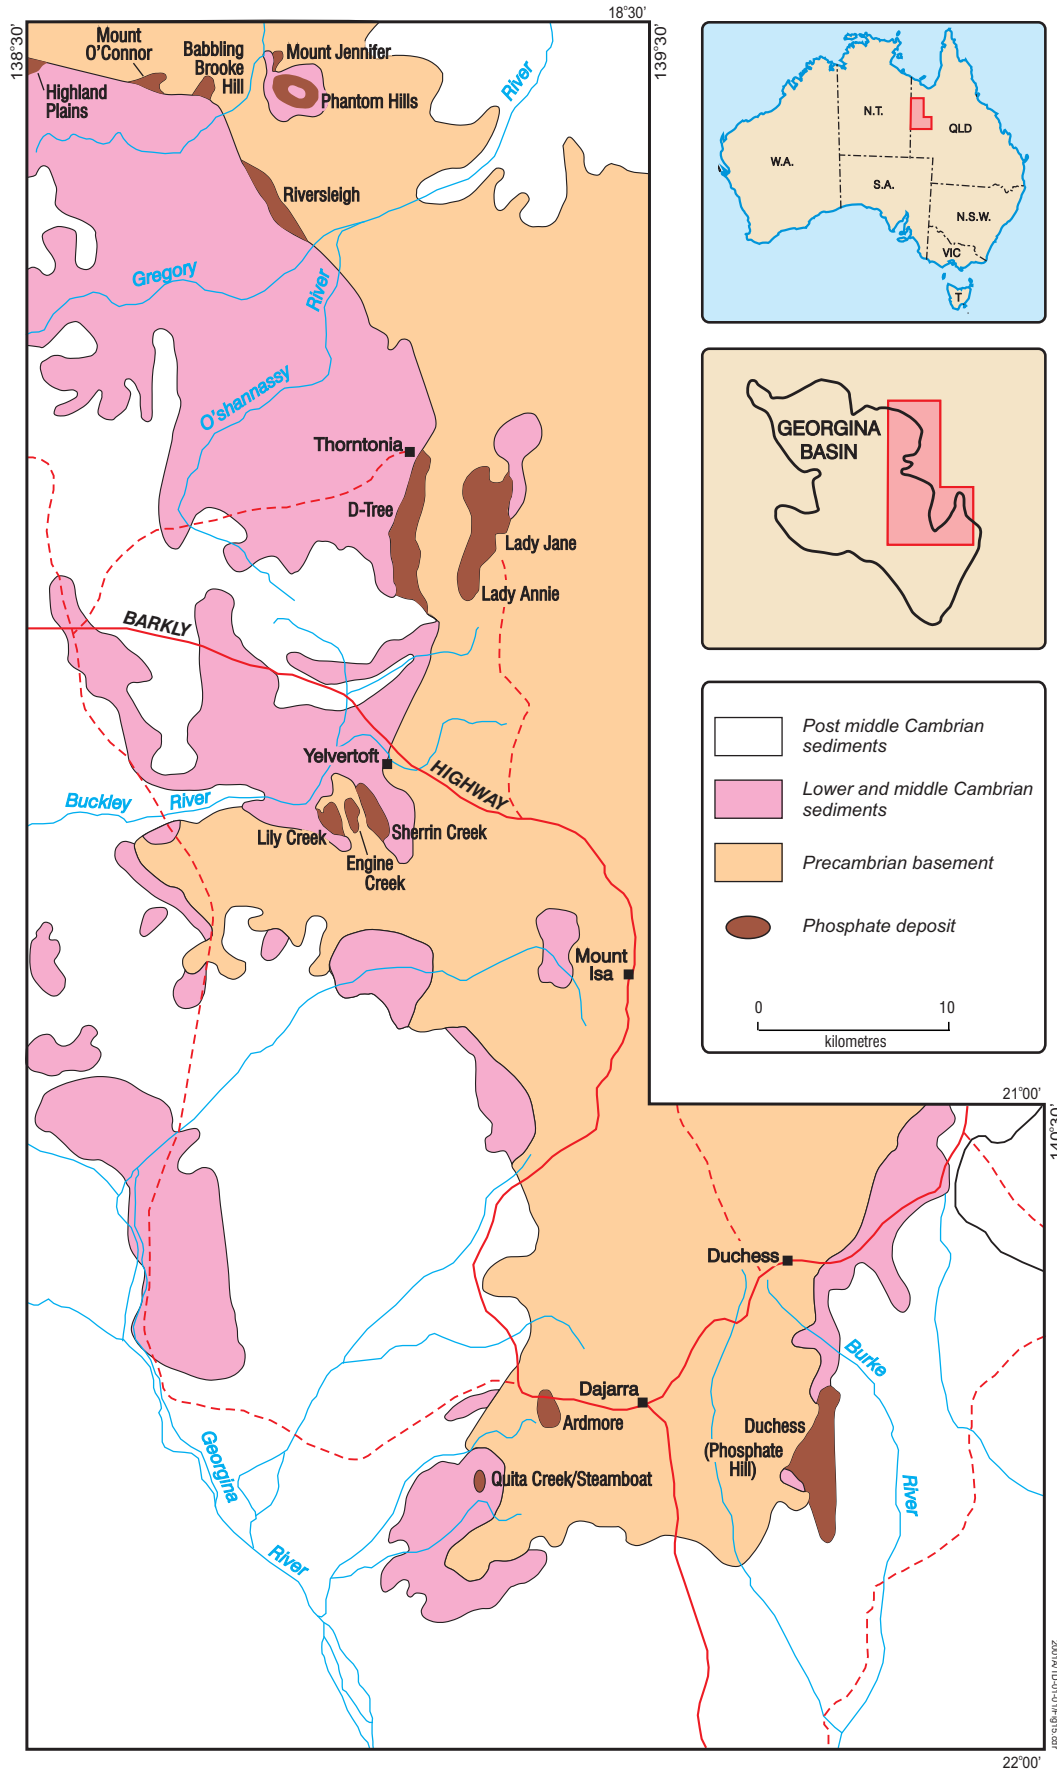 18°30'
138°30'
139°30'
Mount
O'Connor
Babbling
Brooke
Hill
Mount Jennifer
Highland
Plains
Phantom Hills
River
Riversleigh
Gregory
River
O'shannassy
Thorntonia
D-Tree
Lady Jane
Lady Annie
BARKLY
Yelvertoft
HIGHWAY
Buckley
River
Lily Creek
Sherrin Creek
Engine
Creek
Mount
Isa
21°00'
140°30'
Duchess
Burke
Dajarra
Ardmore
Duchess
(Phosphate
Hill)
Georgina
Quita Creek/Steamboat
River
River
22°00'
N.T.
QLD
W.A.
S.A.
N.S.W.
VIC
T
GEORGINA
BASIN
Post middle Cambrian
sediments
Lower and middle Cambrian
sediments
Precambrian basement
Phosphate deposit
0
10
kilometres